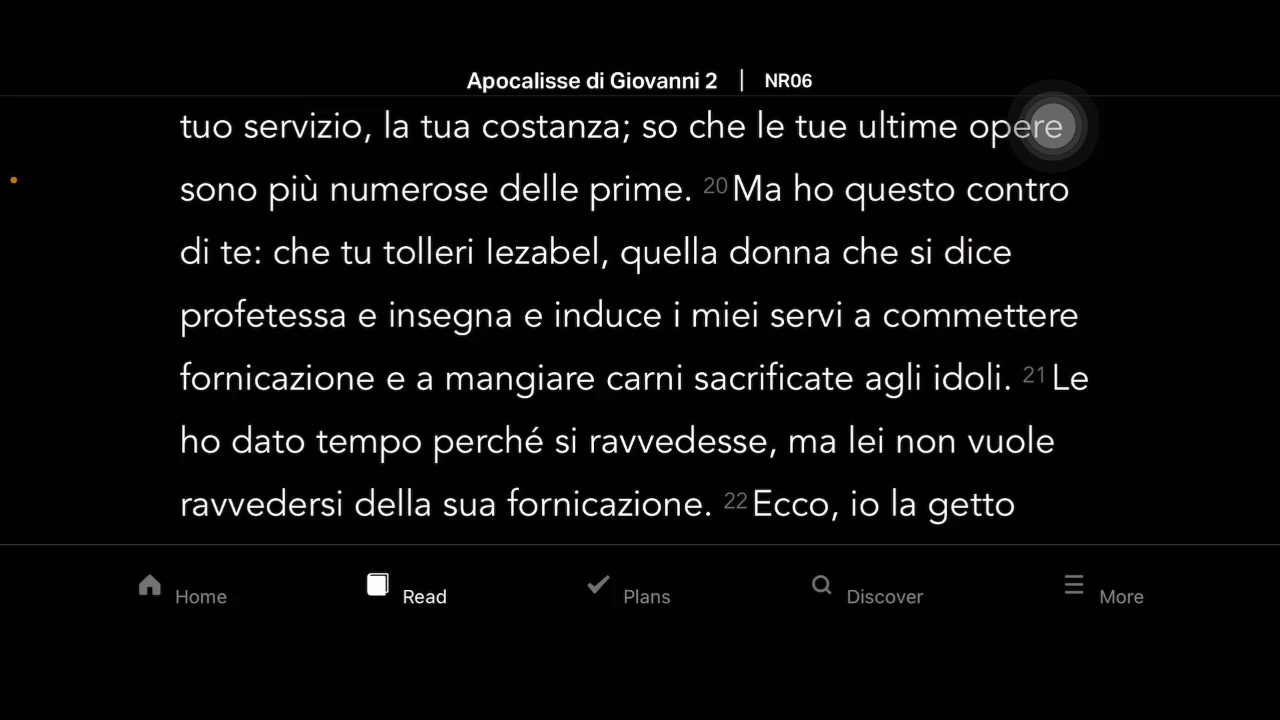 Apocalisse di Giovanni 2 | NR06
tuo servizio, la tua costanza; so che le tue ultime opere
sono più numerose delle prime. 20 Ma ho questo contro
di te: che tu tolleri Iezabel, quella donna che si dice
profetessa e insegna e induce i miei servi a commettere
fornicazione e a mangiare carni sacrificate agli idoli. 21 Le
ho dato tempo perché si ravvedesse, ma lei non vuole
ravvedersi della sua fornicazione. 22 Ecco, io la getto
Home Read Plans Discover More